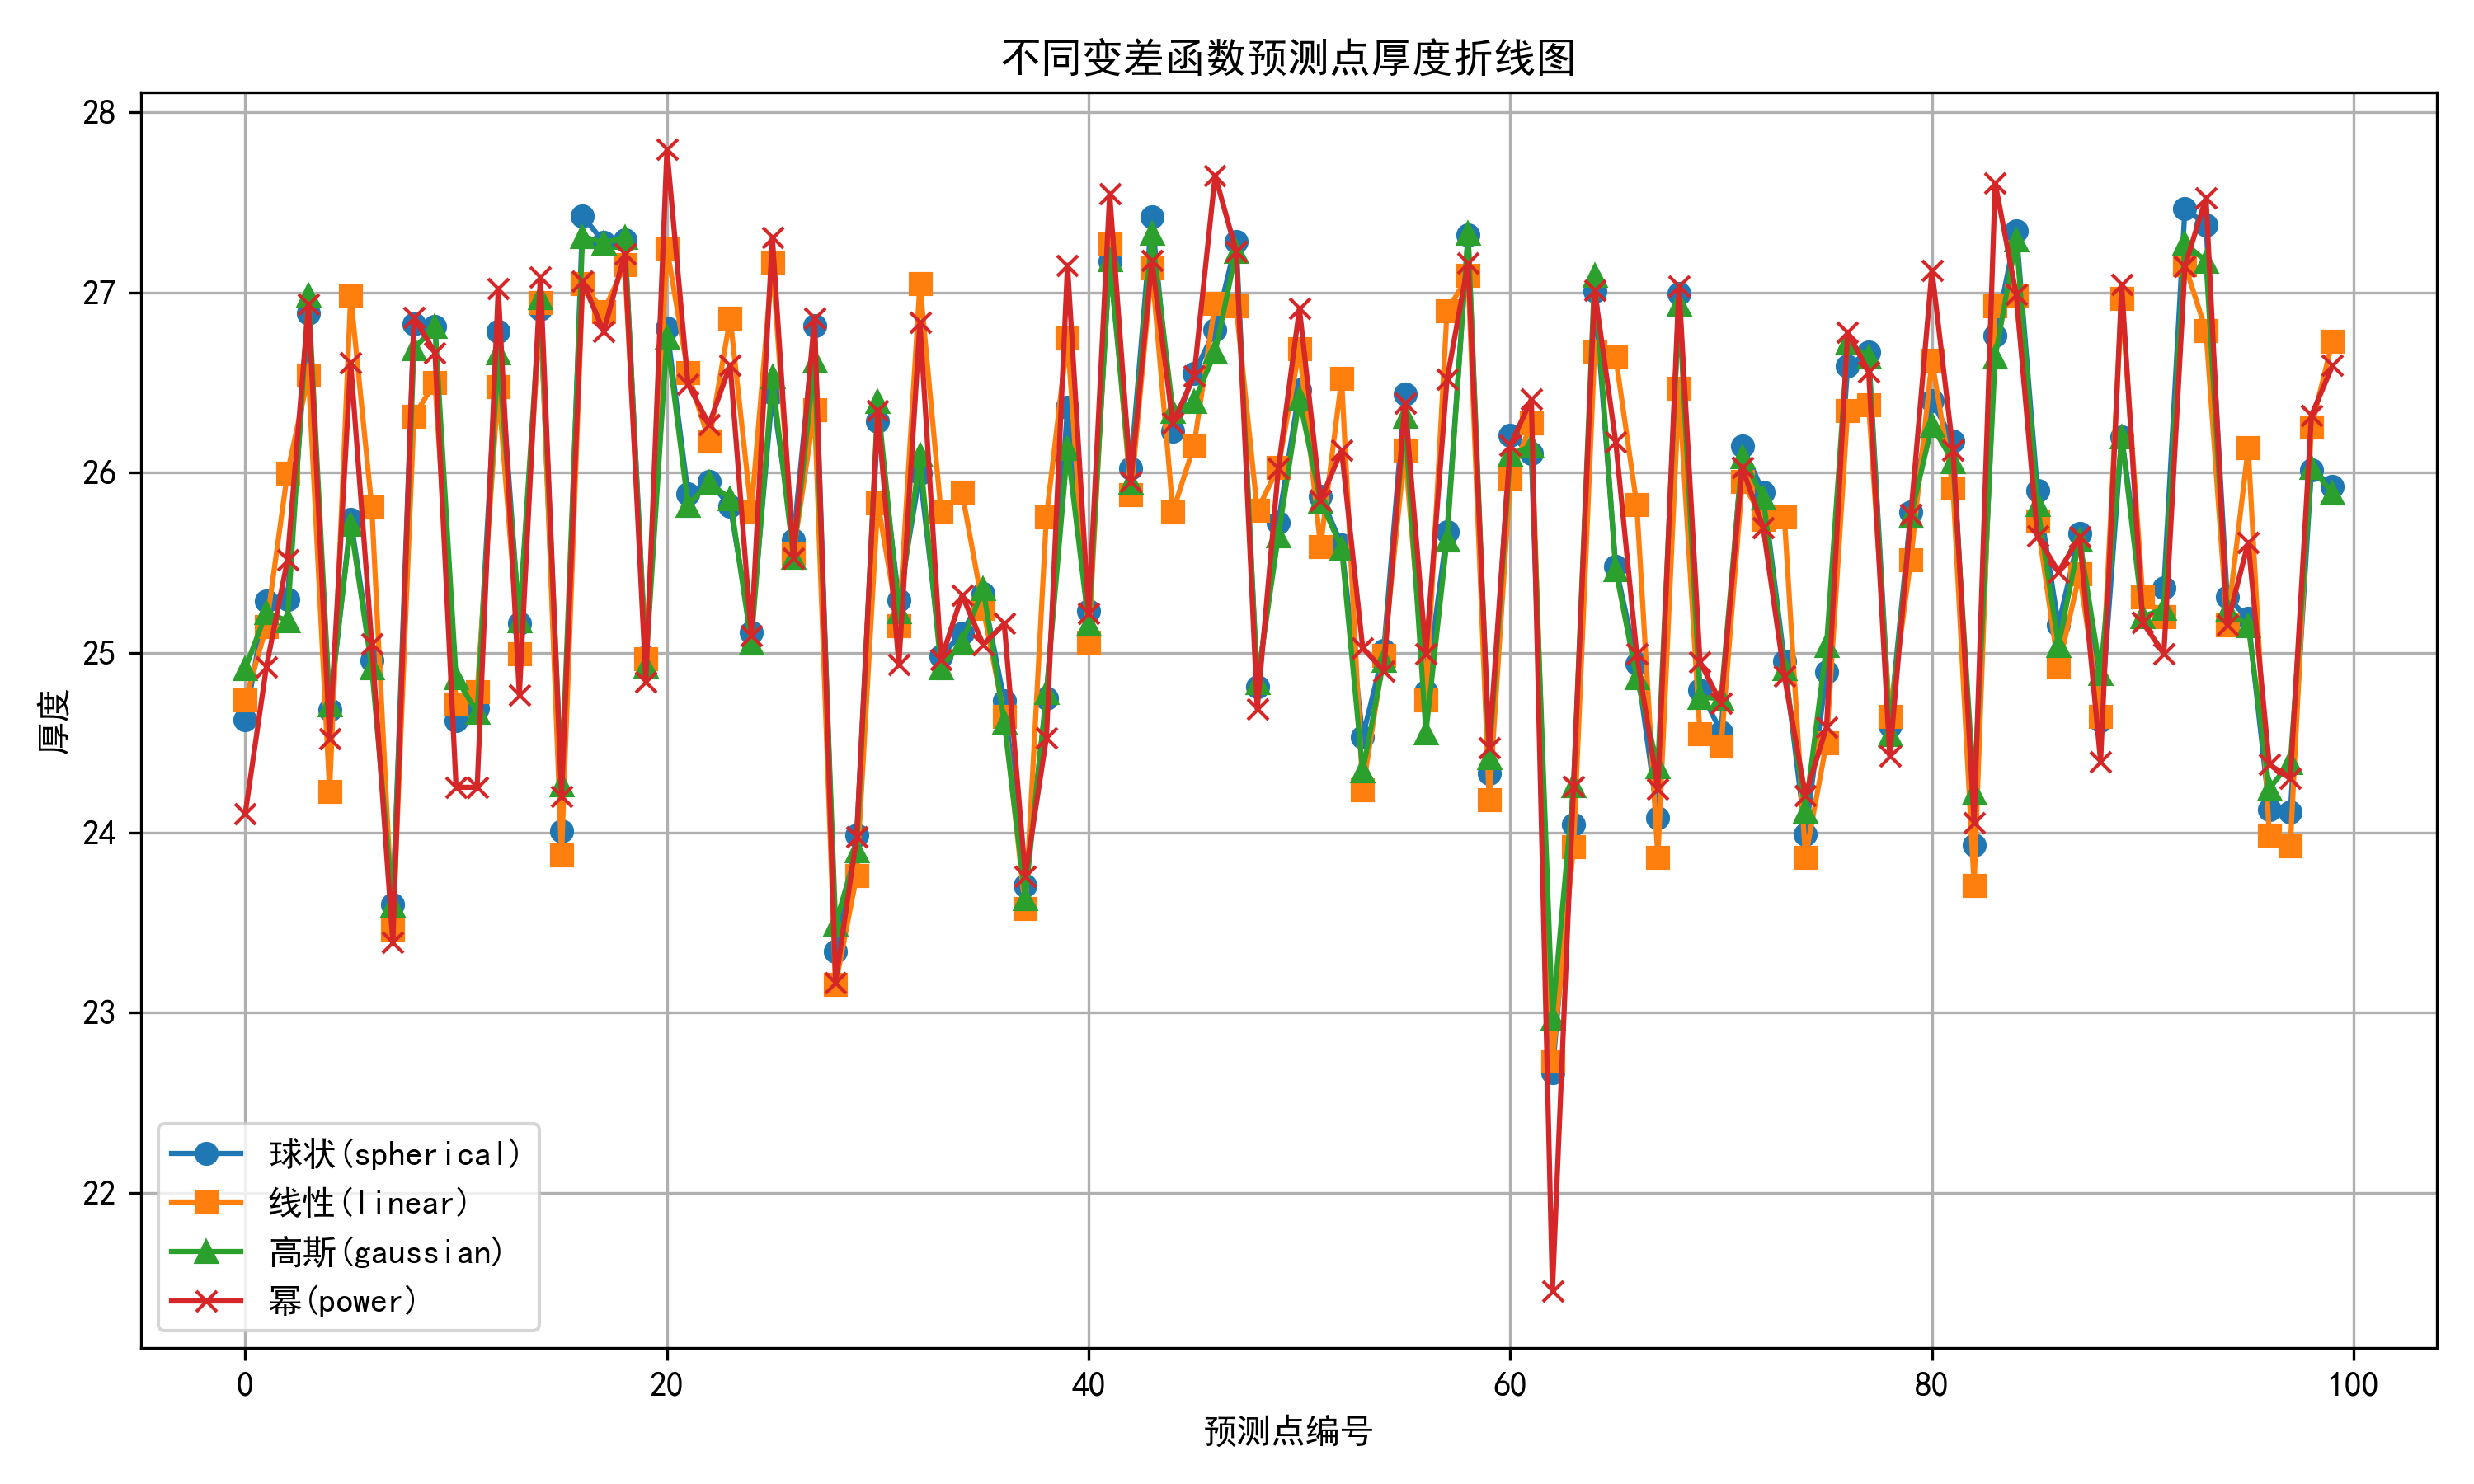 不同变差函数预测点厚度折线图
28
27
26
25
24
23
22
厚度
球状(spherical)
线性(linear)
高斯(gaussian)
幂(power)
0
20
40
60
80
100
预测点编号